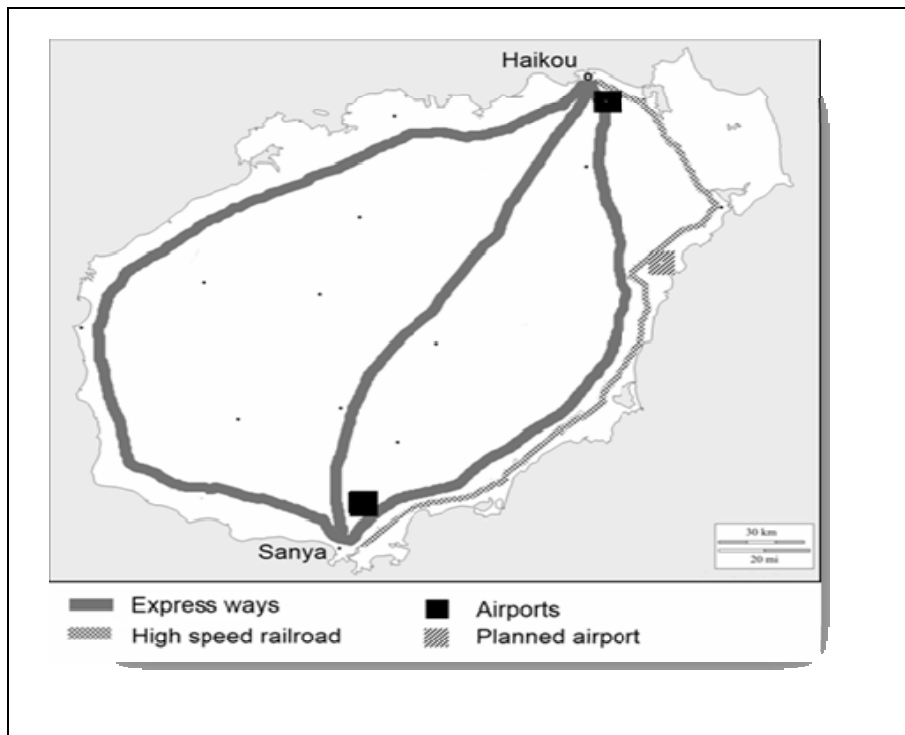 Haikou
Sanya
30 km
20 mi
Express ways
Airports
High speed railroad
Planned airport